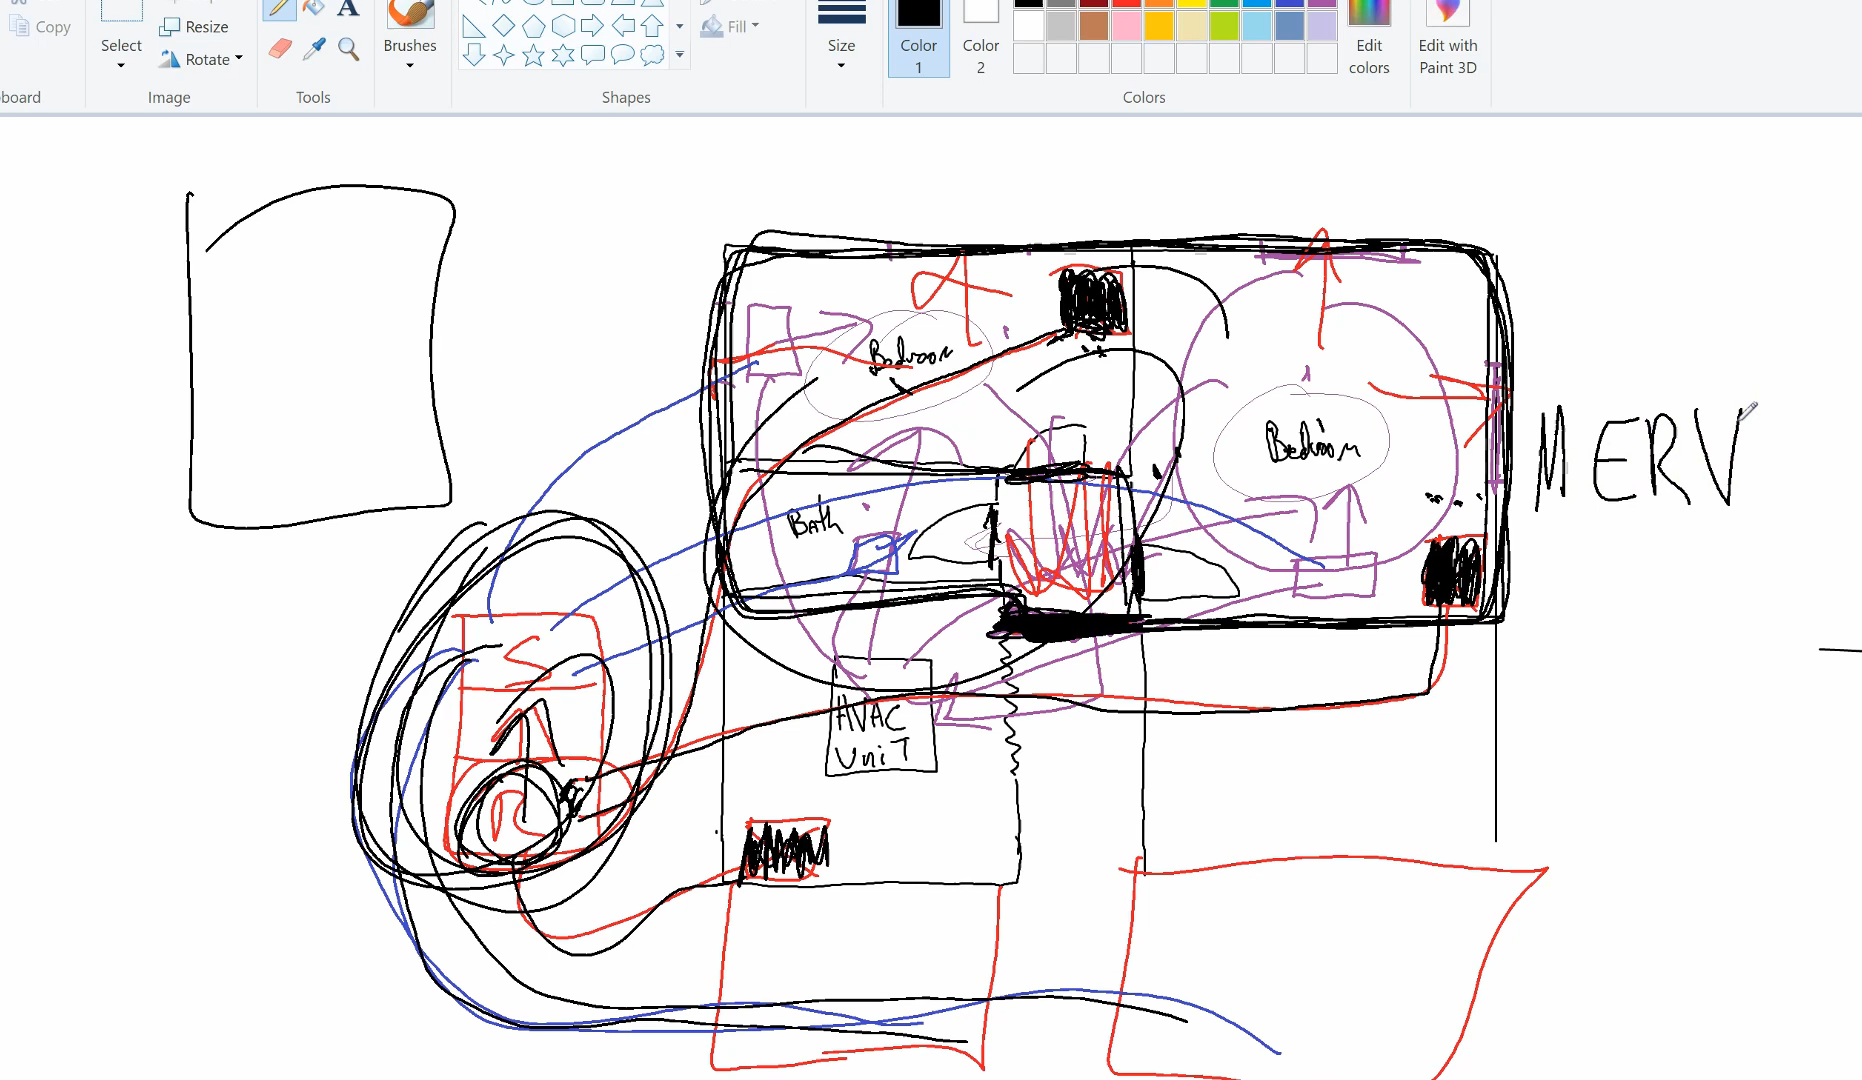 Copy
Select
Resize
Rotate
A
Brushes
Fill
Size
Color
1
Color
2
Edit
colors
Edit with
Paint 3D
board
Image
Tools
Shapes
Colors
Bedroom
Bedroom
MERV
Bath
S
R
HVAC
UniT